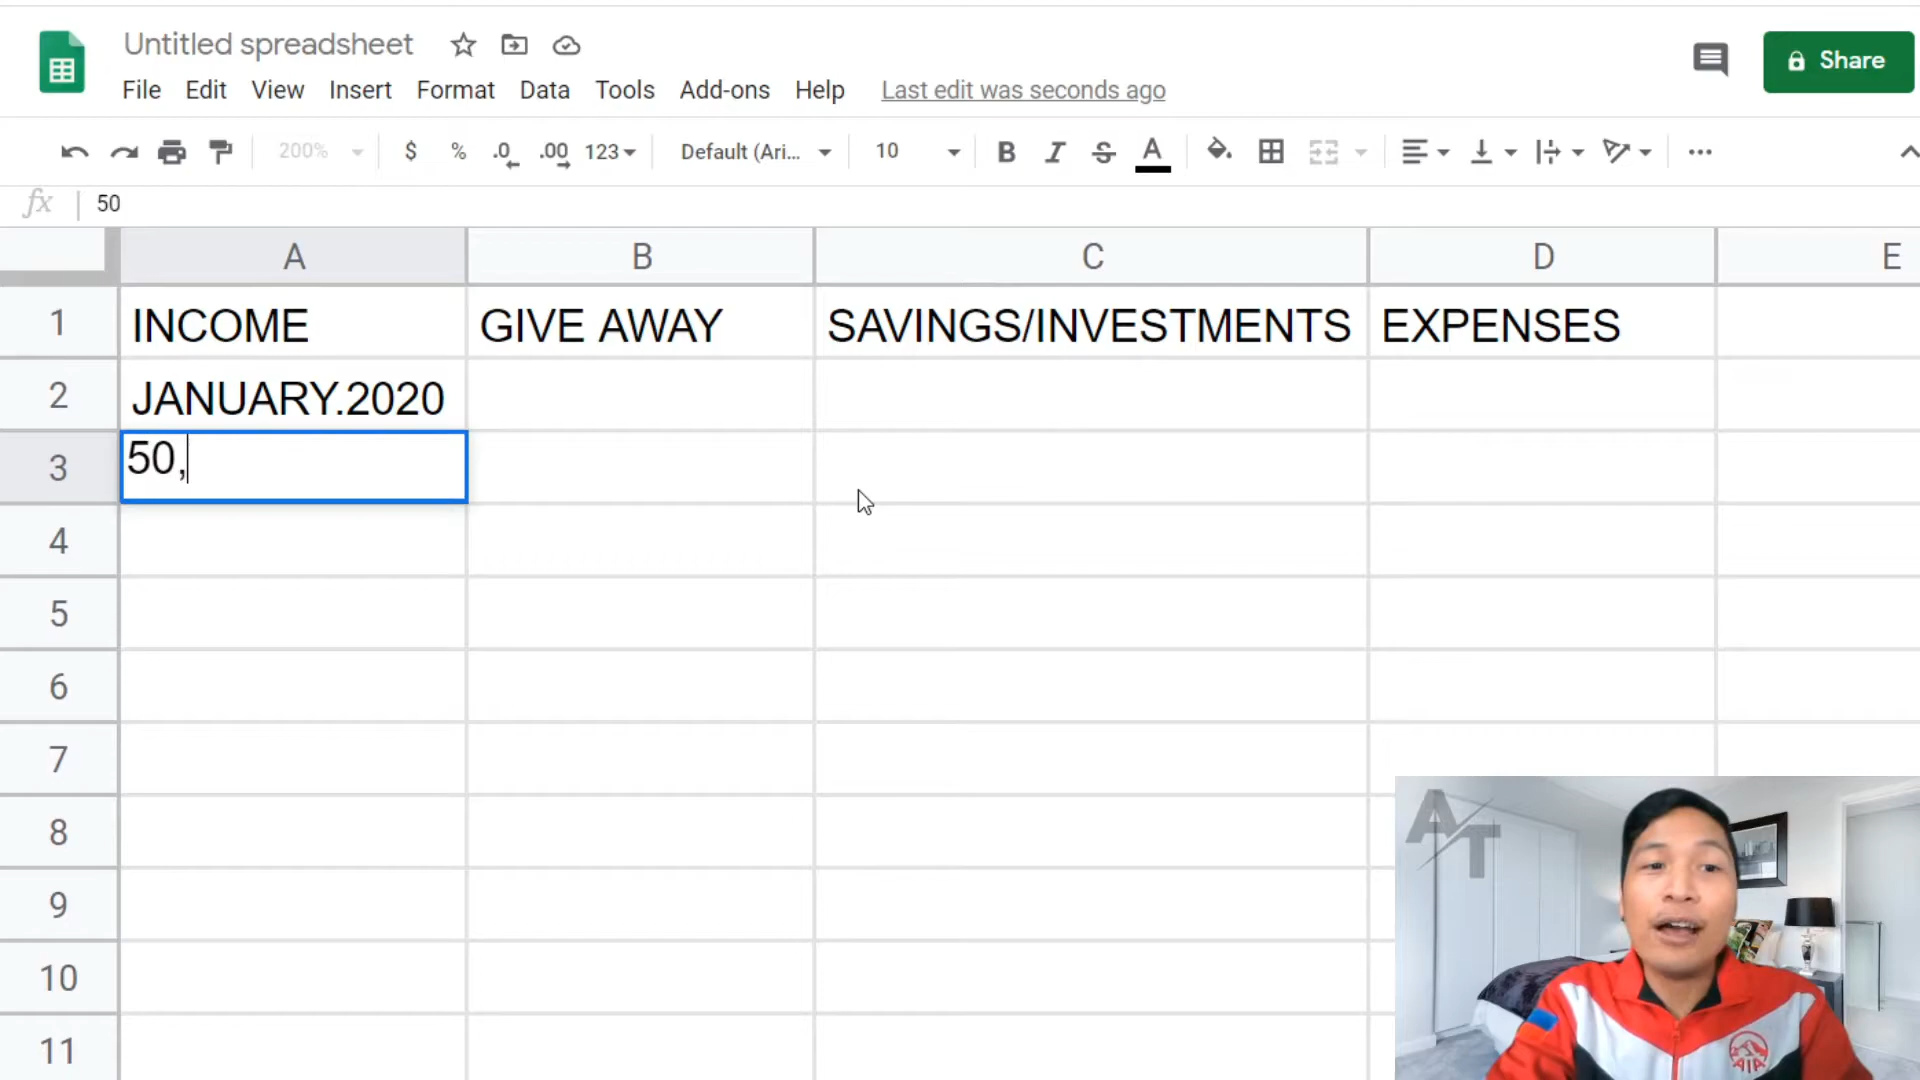 Untitled spreadsheet
File Edit View Insert Format Data Tools Add-ons Help Last edit was seconds ago
Share
200% $ % .0 .00 123 Default (Ari... 10 B I S A ...
fx 50
A B C D E
1 INCOME GIVE AWAY SAVINGS/INVESTMENTS EXPENSES
2 JANUARY.2020
3 50,
4
5
6
7
8
9
10
11
AT
AIA